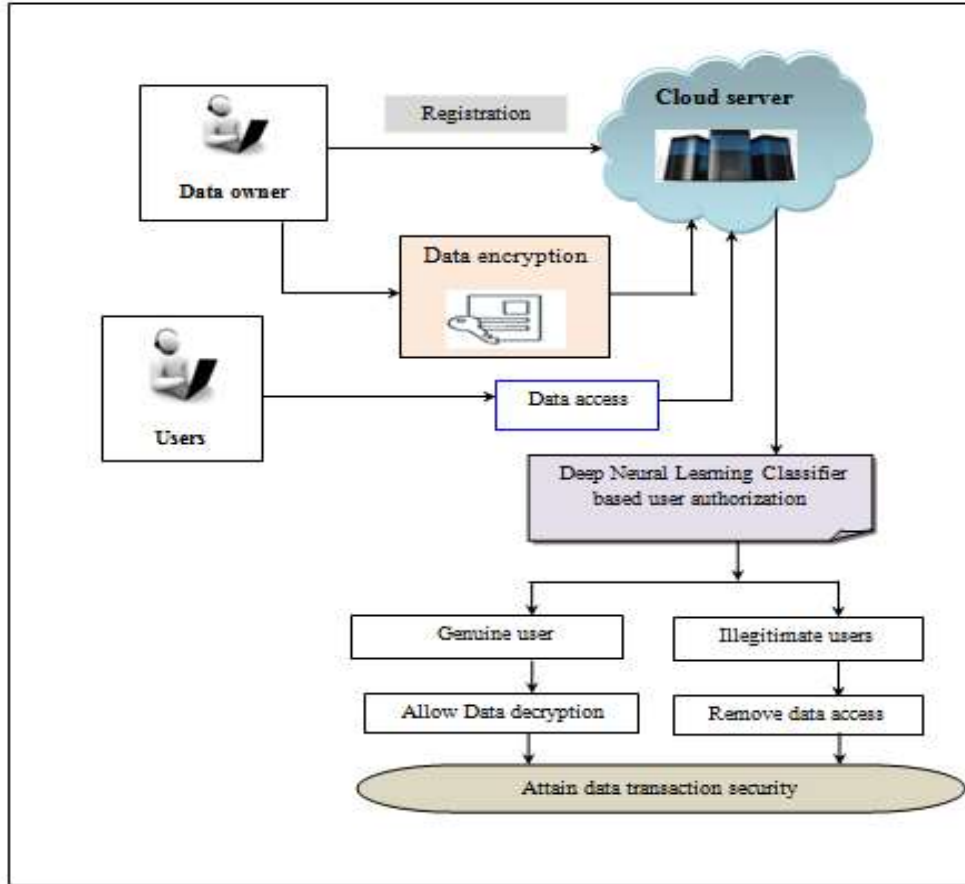 Registration
Cloud server
Data owner
Data encryption
Users
Data access
Deep Neural Learning Classifier
based user authorization
Genuine user
Illegitimate users
Allow Data decryption
Remove data access
Attain data transaction security